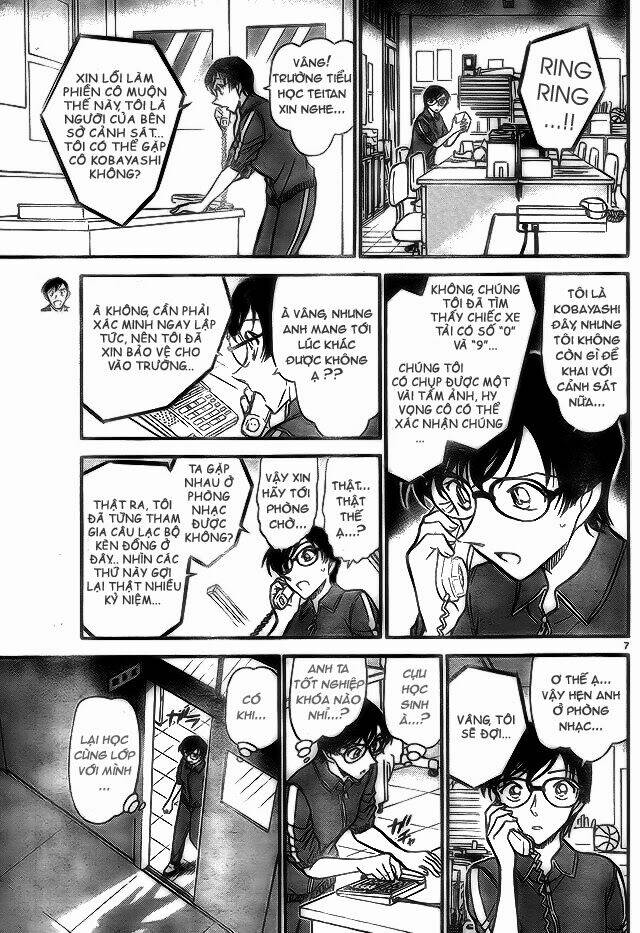 RING
RING
...!!
VÂNG!
TRƯỜNG TIỂU
HỌC TEITAN
XIN NGHE...
XIN LỖI LÀM
PHIỀN CÔ MUỘN
THẾ NÀY, TÔI LÀ
NGƯỜI CỦA BÊN
SỞ CẢNH SÁT...
TÔI CÓ THỂ GẶP
CÔ KOBAYASHI
KHÔNG?
TÔI LÀ
KOBAYASHI
ĐÂY, NHƯNG
TÔI KHÔNG
CÒN GÌ ĐỂ
KHAI VỚI
CẢNH SÁT
NỮA...
KHÔNG, CHÚNG
TÔI ĐÃ TÌM
THẤY CHIẾC XE
TẢI CÓ SỐ "0"
VÀ "9"...
CHÚNG TÔI
CÓ CHỤP ĐƯỢC MỘT
VÀI TẤM ẢNH, HY
VỌNG CÔ CÓ THỂ
XÁC NHẬN CHÚNG
...
À VÂNG, NHƯNG
ANH MANG TỚI
LÚC KHÁC
ĐƯỢC KHÔNG
Ạ??
À KHÔNG, CẦN PHẢI
XÁC MINH NGAY LẬP
TỨC, NÊN TÔI ĐÃ
XIN BẢO VỆ CHO
VÀO TRƯỜNG...
THẬT...
THẬT
THẾ
Ạ...?
VẬY XIN
HÃY TỚI
PHÒNG
CHỜ...
TA GẶP
NHAU Ở
PHÒNG
NHẠC
ĐƯỢC
KHÔNG?
THẬT RA, TÔI
ĐÃ TỪNG THAM
GIA CÂU LẠC BỘ
KÈN ĐỒNG Ở
ĐÂY.. NHÌN CÁC
THỨ NÀY GỢI
LẠI THẬT NHIỀU
KỶ NIỆM...
7
Ơ THẾ Ạ...
VẬY HẸN ANH
Ở PHÒNG
NHẠC...
VÂNG, TÔI
SẼ ĐỢI...
CỰU
HỌC
SINH
À...?
ANH TA
TỐT NGHIỆP
KHÓA NÀO
NHỈ...?
CÓ
KHI...
LẠI HỌC
CÙNG LỚP
VỚI MÌNH
...